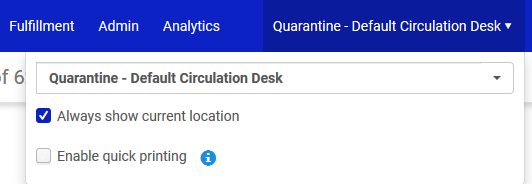 Fulfillment Admin Analytics Quarantine - Default Circulation Desk ▾
of 6
Quarantine - Default Circulation Desk
Always show current location
Enable quick printing